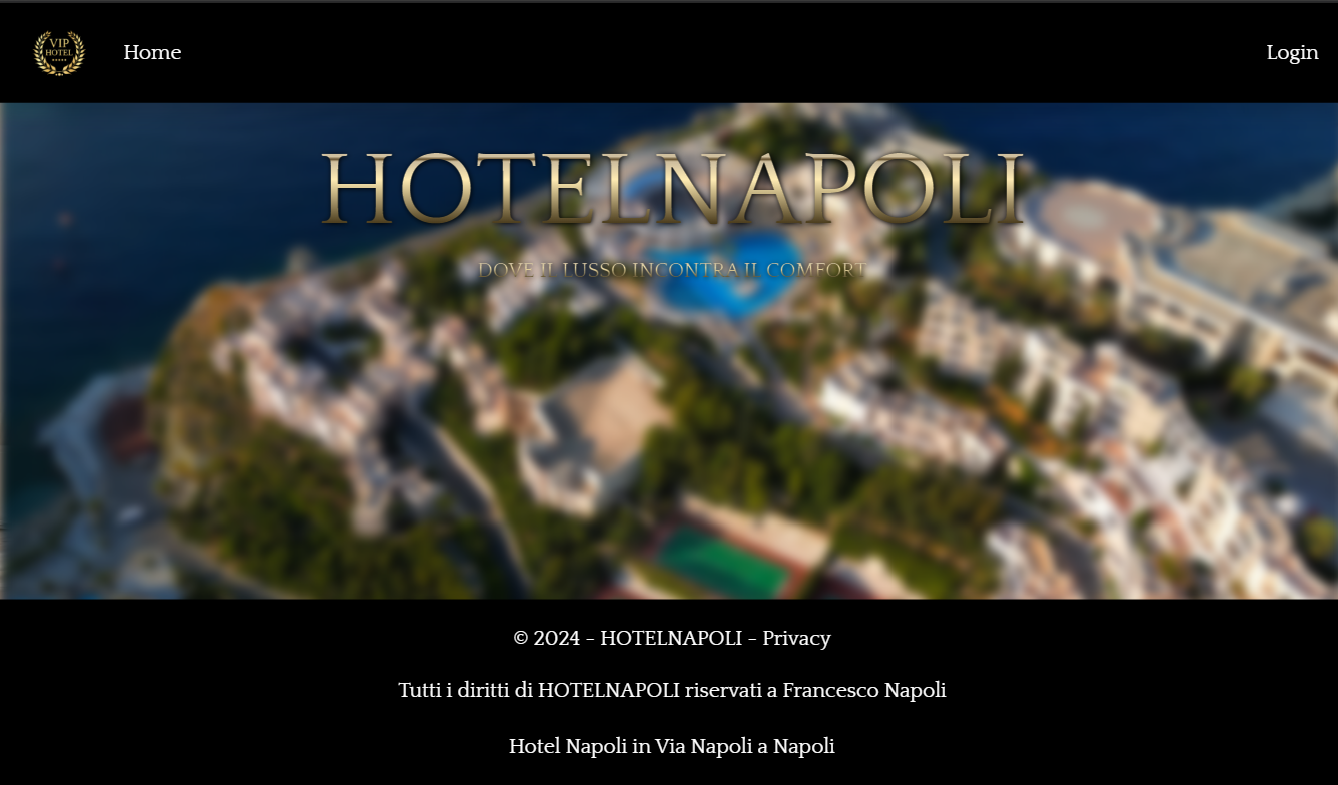 VIP
HOTEL
Home
Login
HOTELNAPOLI
DOVE IL LUSSO INCONTRA IL COMFORT
© 2024 - HOTELNAPOLI - Privacy
Tutti i diritti di HOTELNAPOLI riservati a Francesco Napoli
Hotel Napoli in Via Napoli a Napoli